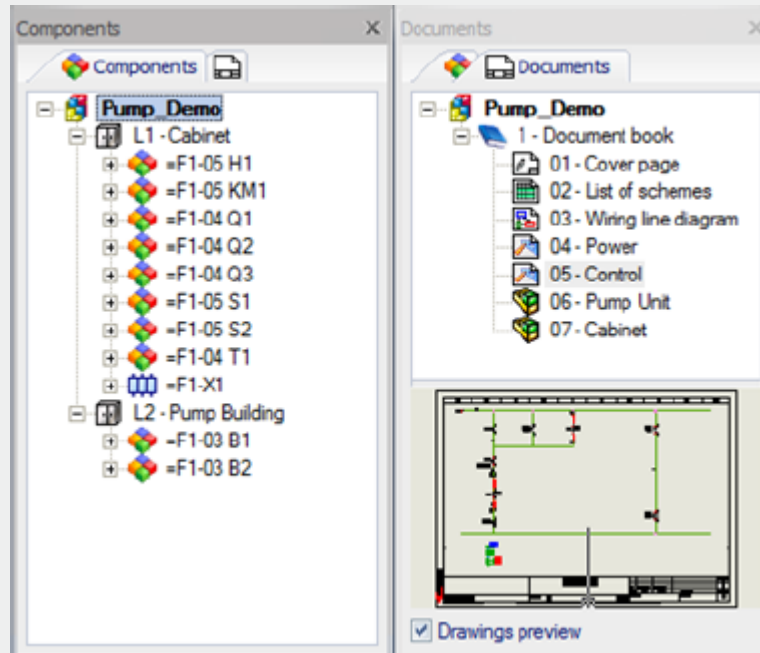 Components
Components
Pump_Demo
L1 - Cabinet
=F1-05 H1
=F1-05 KM1
=F1-04 Q1
=F1-04 Q2
=F1-04 Q3
=F1-05 S1
=F1-05 S2
=F1-04 T1
=F1-X1
L2 - Pump Building
=F1-03 B1
=F1-03 B2
Documents
Documents
Pump_Demo
1 - Document book
01 - Cover page
02 - List of schemes
03 - Wiring line diagram
04 - Power
05 - Control
06 - Pump Unit
07 - Cabinet
Drawings preview